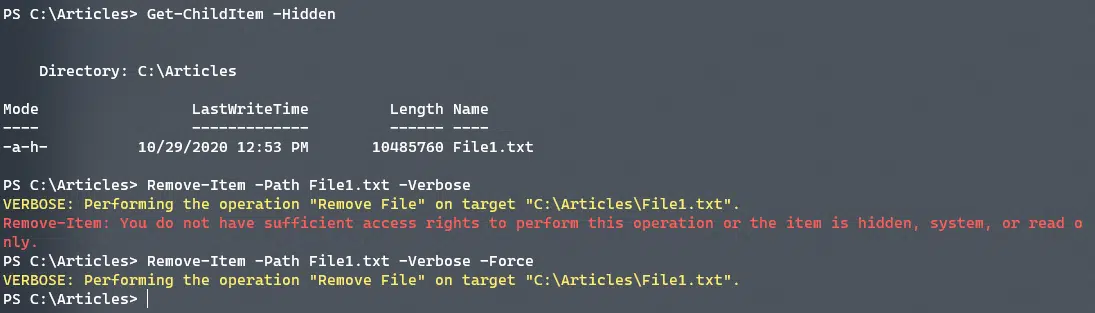 PS C:\Articles> Get-ChildItem -Hidden
Directory: C:\Articles
Mode LastWriteTime Length Name
---- ------------- ------ ----
-a-h- 10/29/2020 12:53 PM 10485760 File1.txt
PS C:\Articles> Remove-Item -Path File1.txt -Verbose
VERBOSE: Performing the operation "Remove File" on target "C:\Articles\File1.txt".
Remove-Item: You do not have sufficient access rights to perform this operation or the item is hidden, system, or read o
nly.
PS C:\Articles> Remove-Item -Path File1.txt -Verbose -Force
VERBOSE: Performing the operation "Remove File" on target "C:\Articles\File1.txt".
PS C:\Articles>